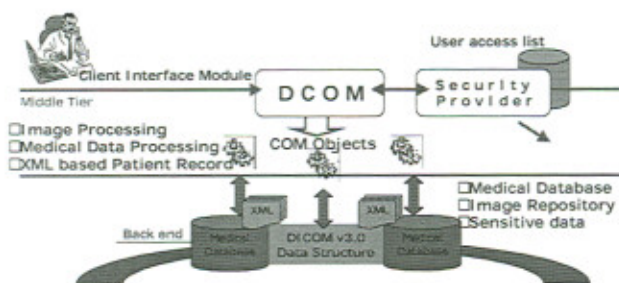 User access list
Client Interface Module
DCOM
Security
Provider
Middle Tier
❑Image Processing
❑Medical Data Processing
❑XML based Patient Record
COM Objects
❑Medical Database
❑Image Repository
❑Sensitive data
XML
XML
Back end
Medical
Database
DICOM v3.0
Data Structure
Medical
Database